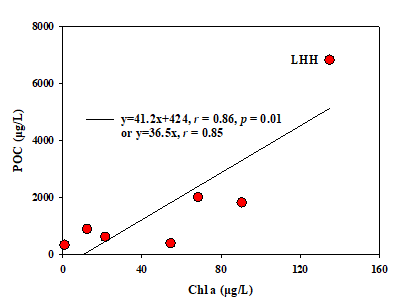 8000
6000
4000
2000
0
POC (µg/L)
LHH
y=41.2x+424, r = 0.86, p = 0.01
or y=36.5x, r = 0.85
0 40 80 120 160
Chl a (µg/L)